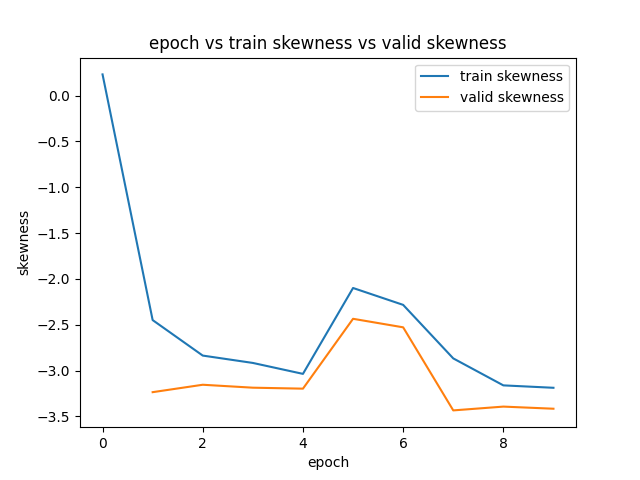 epoch vs train skewness vs valid skewness
train skewness
valid skewness
0.0
−0.5
−1.0
−1.5
−2.0
−2.5
−3.0
−3.5
skewness
0 2 4 6 8
epoch